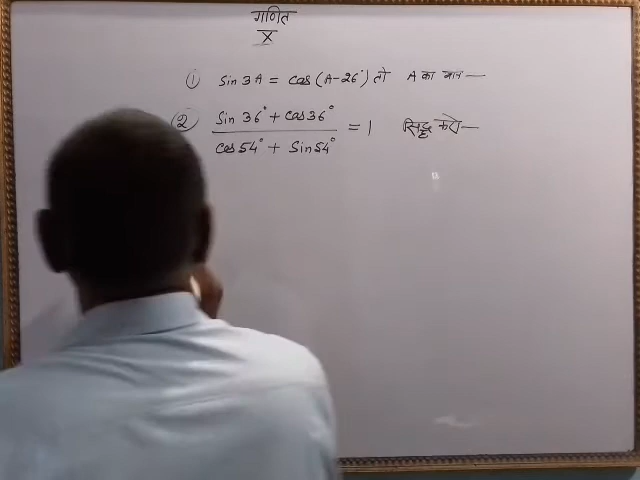 गणित
X
① Sin 3A = Cos (A-26°) तो A का मान —
② Sin 36° + Cos 36°
= 1 सिद्ध करो —
Cos 54° + Sin 54°